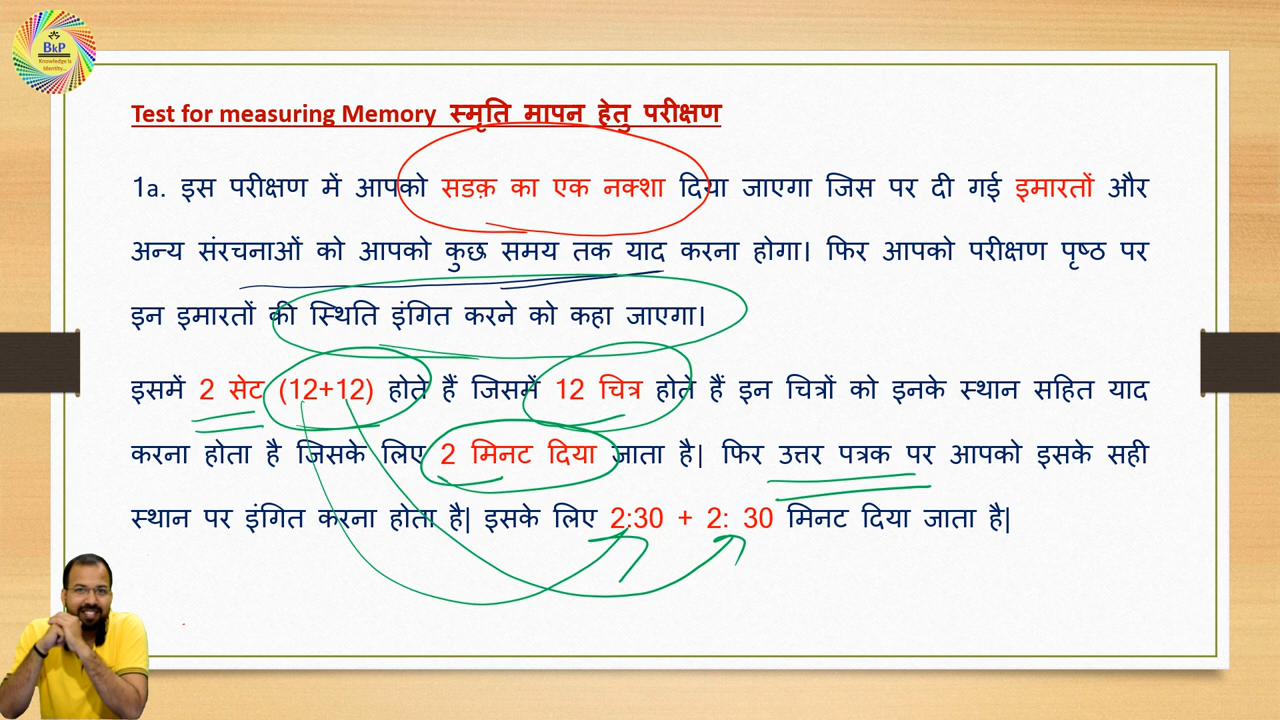 BkP
Knowledge is
Identity...
Test for measuring Memory स्मृति मापन हेतु परीक्षण
1a. इस परीक्षण में आपको सडक़ का एक नक्शा दिया जाएगा जिस पर दी गई इमारतों और
अन्य संरचनाओं को आपको कुछ समय तक याद करना होगा। फिर आपको परीक्षण पृष्ठ पर
इन इमारतों की स्थिति इंगित करने को कहा जाएगा।
इसमें 2 सेट (12+12) होते हैं जिसमें 12 चित्र होते हैं इन चित्रों को इनके स्थान सहित याद
करना होता है जिसके लिए 2 मिनट दिया जाता है| फिर उत्तर पत्रक पर आपको इसके सही
स्थान पर इंगित करना होता है| इसके लिए 2:30 + 2: 30 मिनट दिया जाता है|